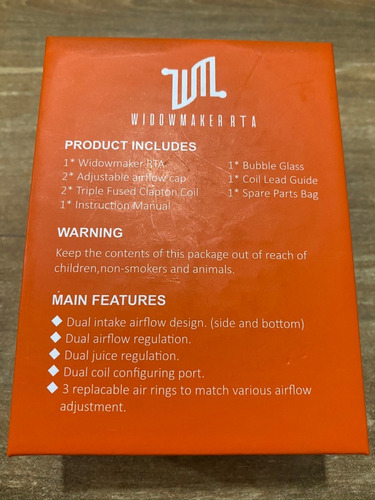 WIDOWMAKER RTA
PRODUCT INCLUDES
1* Widowmaker RTA
2* Adjustable airflow cap
2* Triple Fused Clapton Coil
1* Instruction Manual
1* Bubble Glass
1* Coil Lead Guide
1* Spare Parts Bag
WARNING
Keep the contents of this package out of reach of
children,non-smokers and animals.
MAIN FEATURES
Dual intake airflow design. (side and bottom)
Dual airflow regulation.
Dual juice regulation.
Dual coil configuring port.
3 replacable air rings to match various airflow
adjustment.